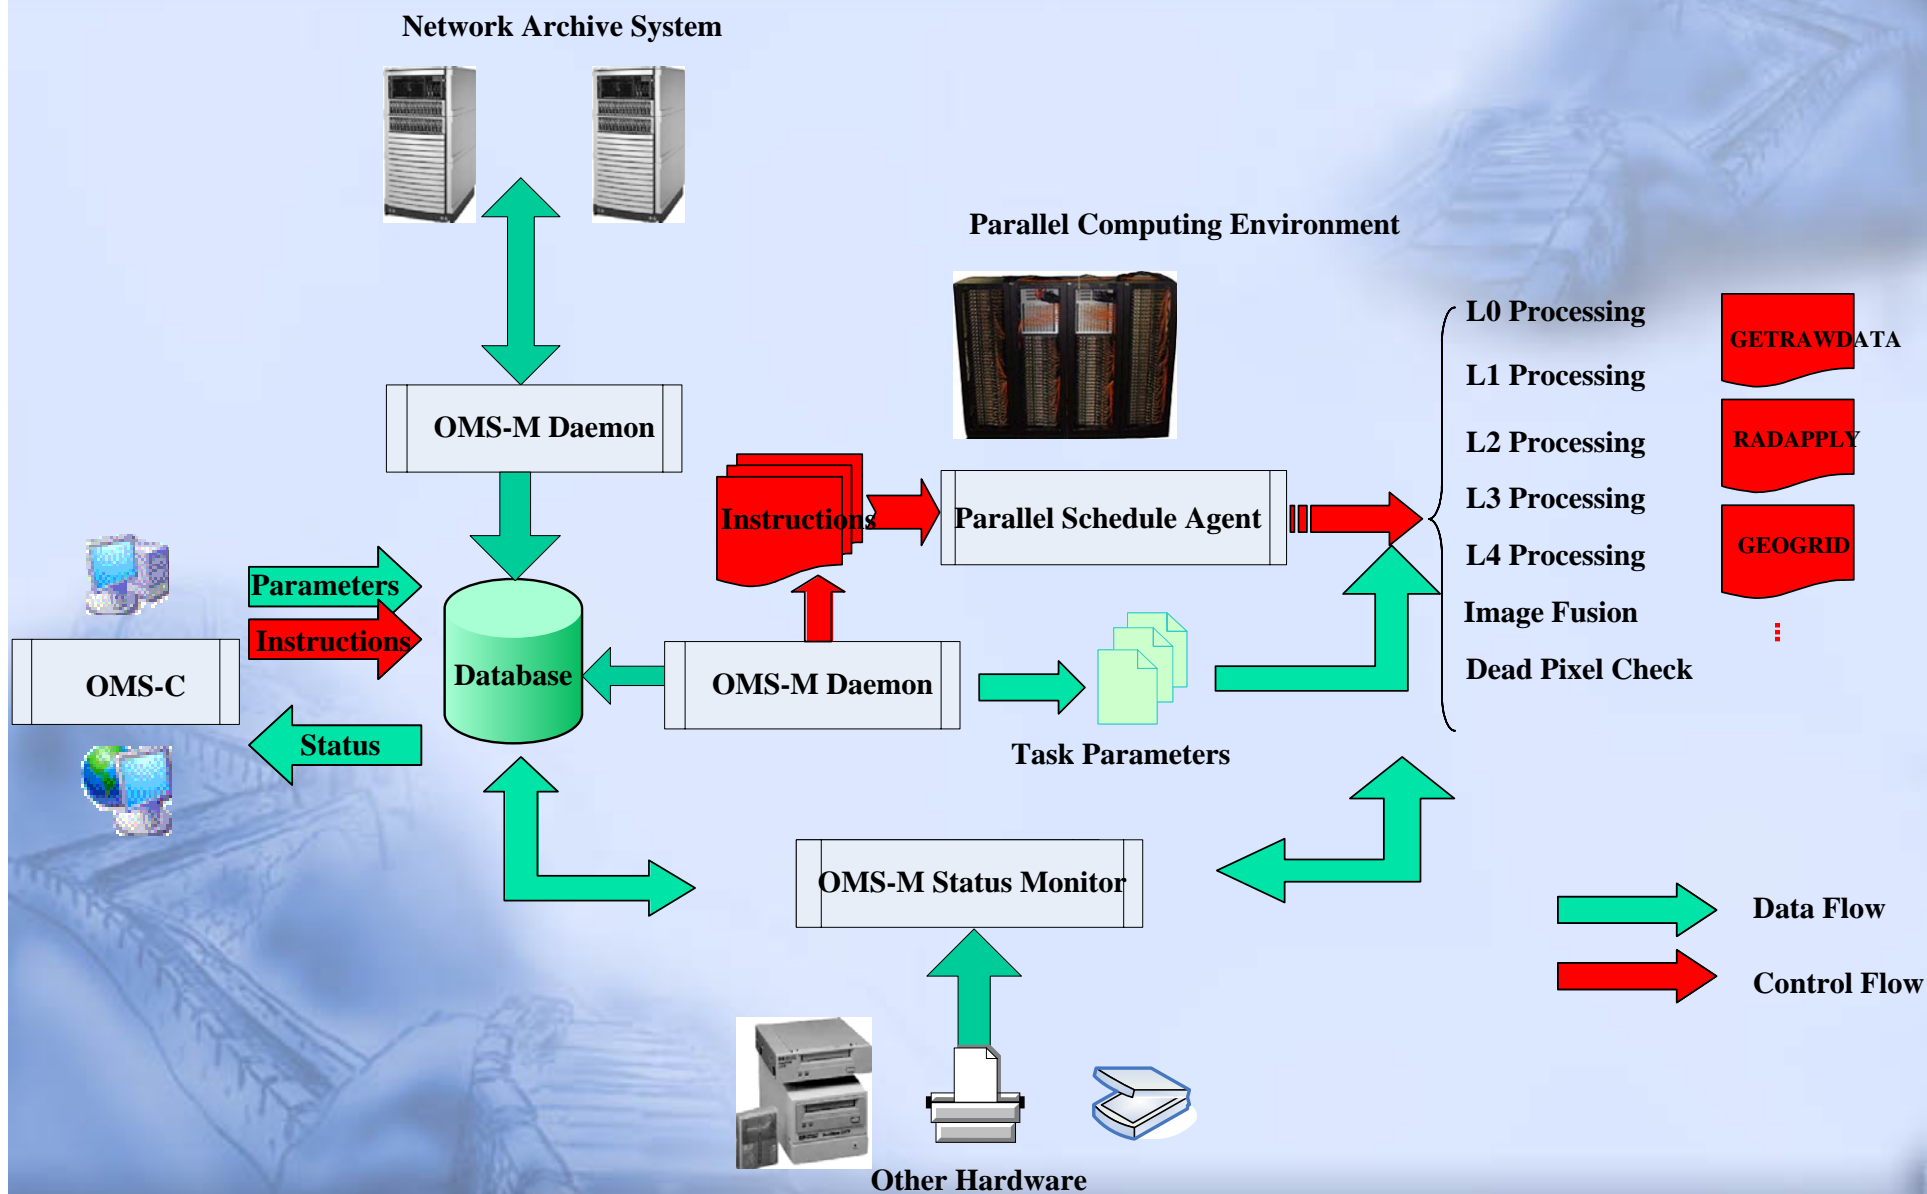 Network Archive System
Parallel Computing Environment
L0 Processing
GETRAWDATA
L1 Processing
OMS-M Daemon
L2 Processing
RADAPPLY
Instructions
Parallel Schedule Agent
L3 Processing
L4 Processing
GEOGRID
Parameters
Image Fusion
Instructions
Database
OMS-C
OMS-M Daemon
Dead Pixel Check
Status
Task Parameters
OMS-M Status Monitor
Data Flow
Control Flow
Other Hardware